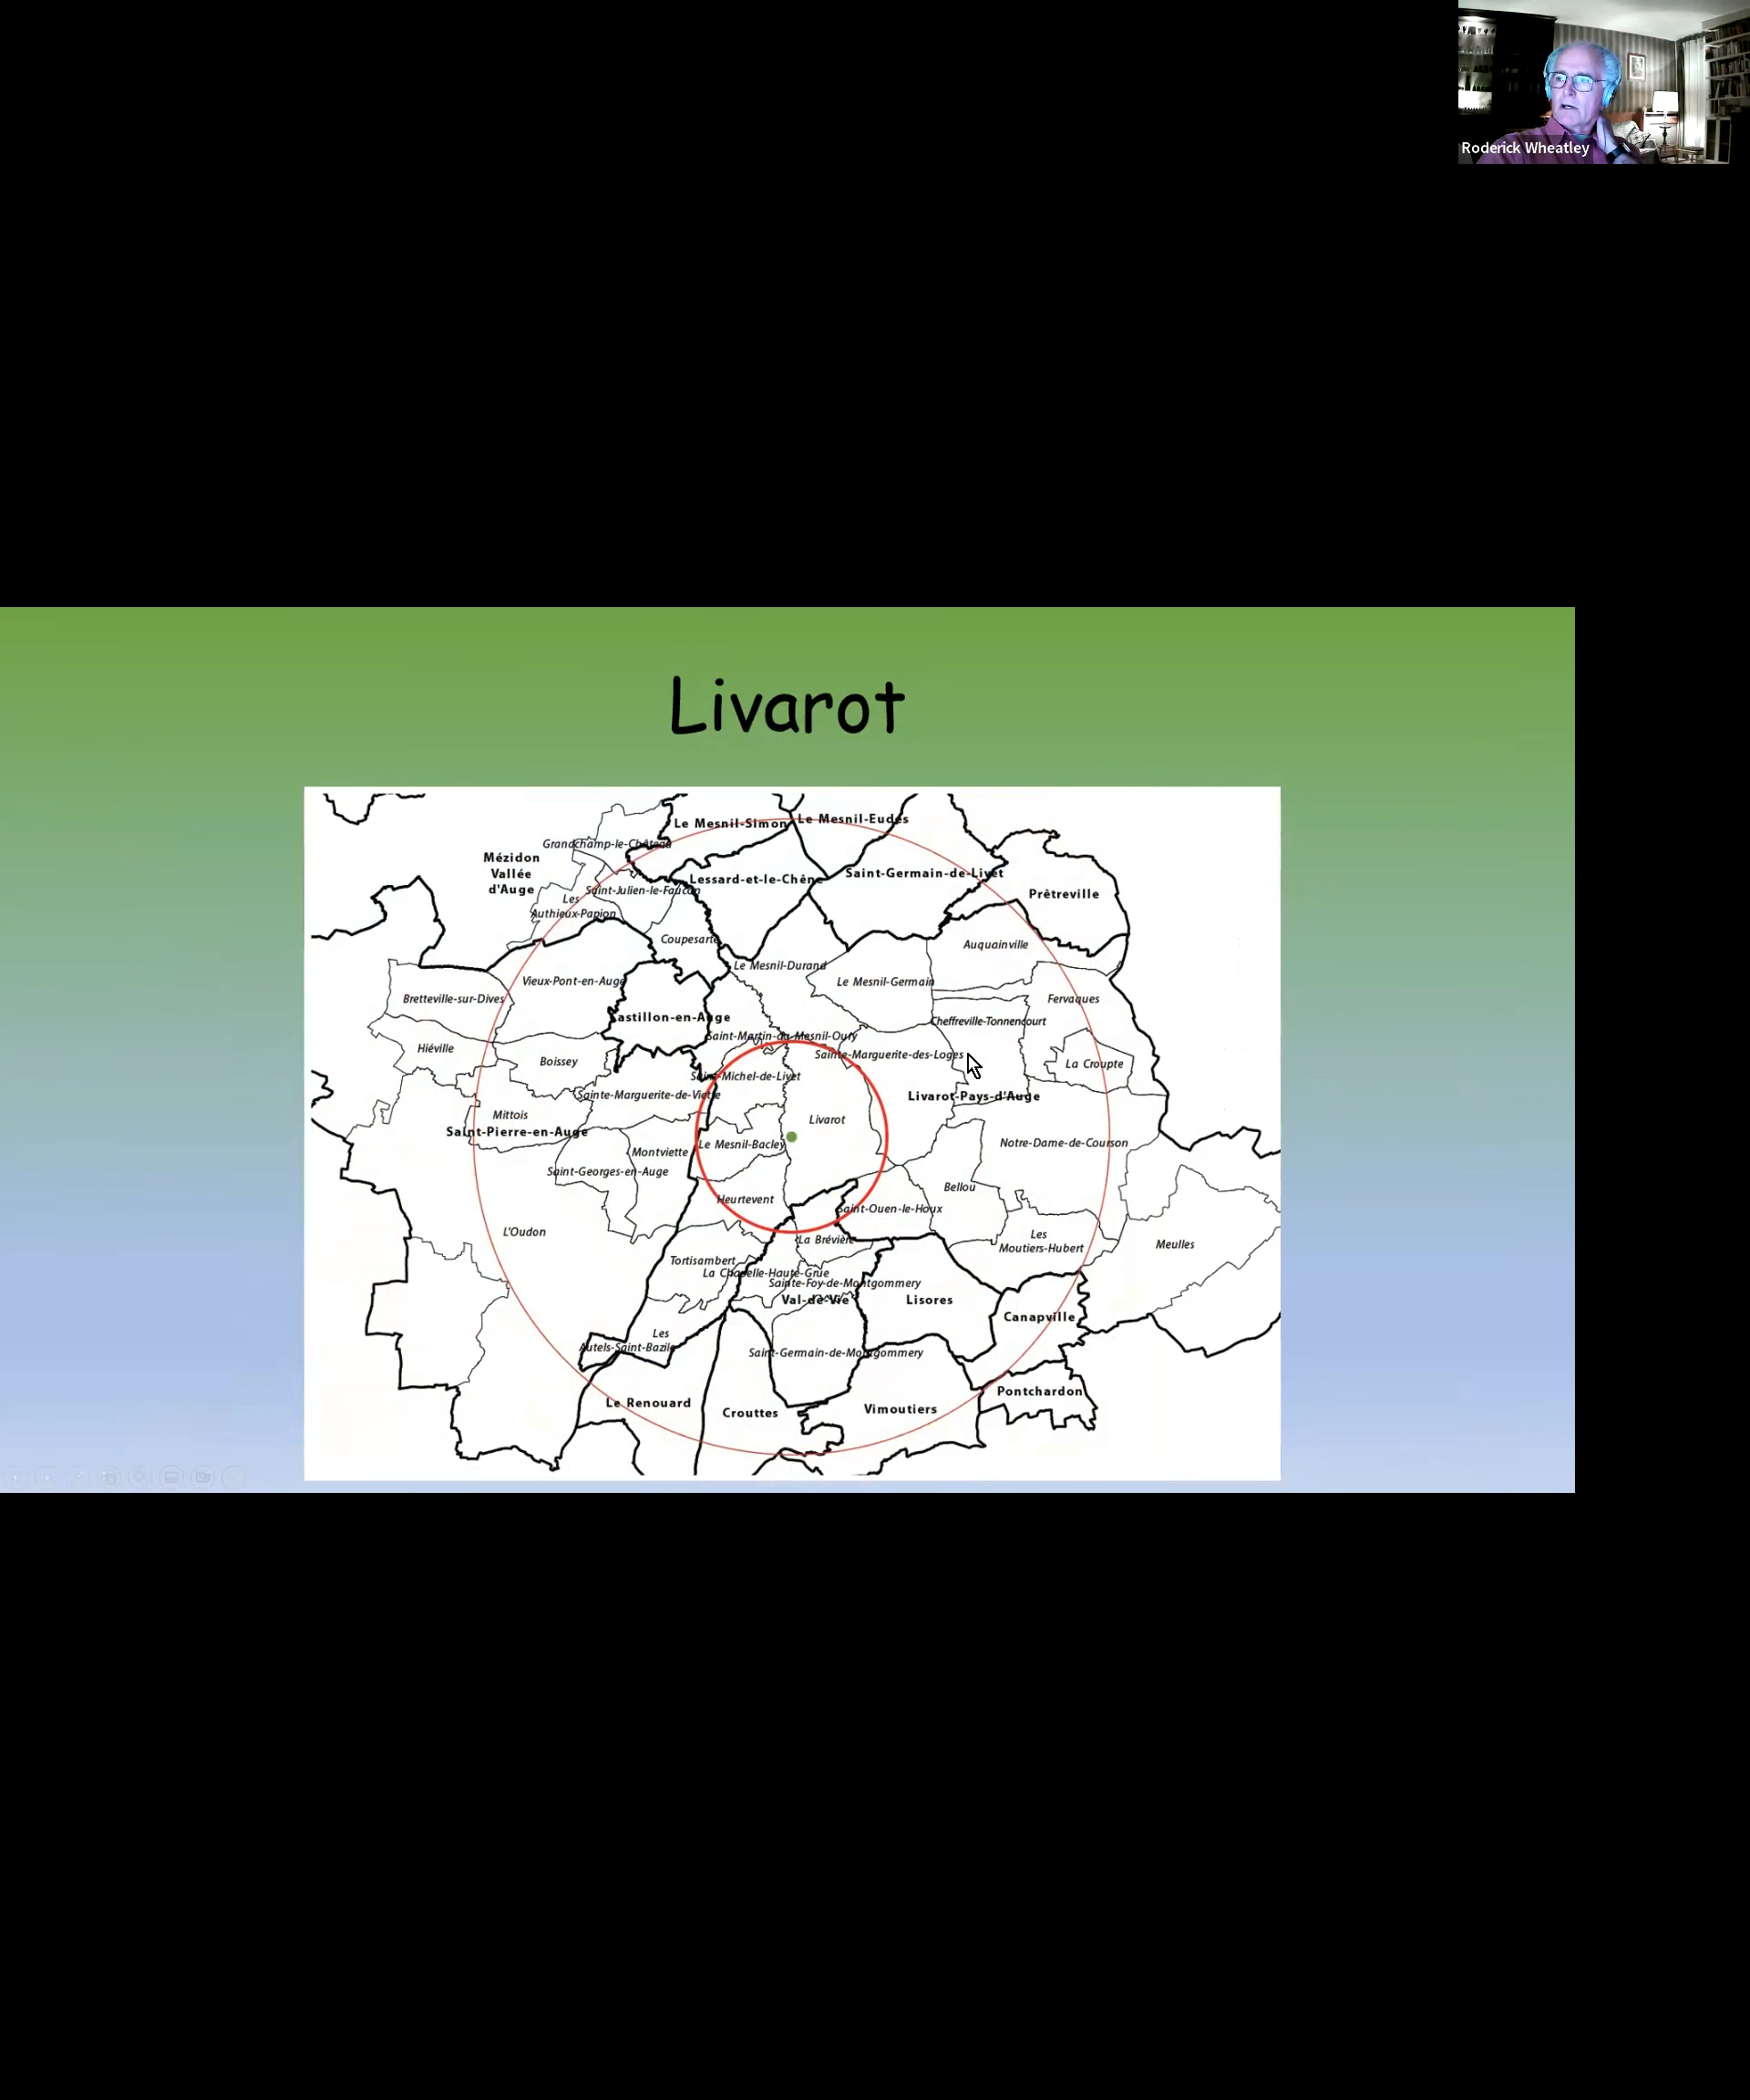 Roderick Wheatley
Livarot
Le Mesnil-Simon
Le Mesnil-Eudes
Grandchamp-le-Château
Mézidon
Vallée
d'Auge
Lessard-et-le-Chêne
Saint-Germain-de-Livet
Prêtreville
Saint-Julien-le-Faucon
Les
Authieux-Papion
Coupesarte
Auquainville
Le Mesnil-Durand
Vieux-Pont-en-Auge
Le Mesnil-Germain
Bretteville-sur-Dives
Fervaques
astillon-en-Auge
Cheffreville-Tonnencourt
Saint-Martin-du-Mesnil-Oury
Hiéville
Sainte-Marguerite-des-Loges
Boissey
La Croupte
Saint-Michel-de-Livet
Sainte-Marguerite-de-Viette
Livarot-Pays-d'Auge
Mittois
Livarot
Saint-Pierre-en-Auge
Le Mesnil-Bacley
Notre-Dame-de-Courson
Montviette
Saint-Georges-en-Auge
Bellou
Heurtevent
Saint-Ouen-le-Houx
L'Oudon
La Brévière
Les
Moutiers-Hubert
Meulles
Tortisambert
La Chapelle-Haute-Grue
Sainte-Foy-de-Montgommery
Val-de-Vie
Lisores
Canapville
Les
Autels-Saint-Bazile
Saint-Germain-de-Montgommery
Pontchardon
Le Renouard
Crouttes
Vimoutiers